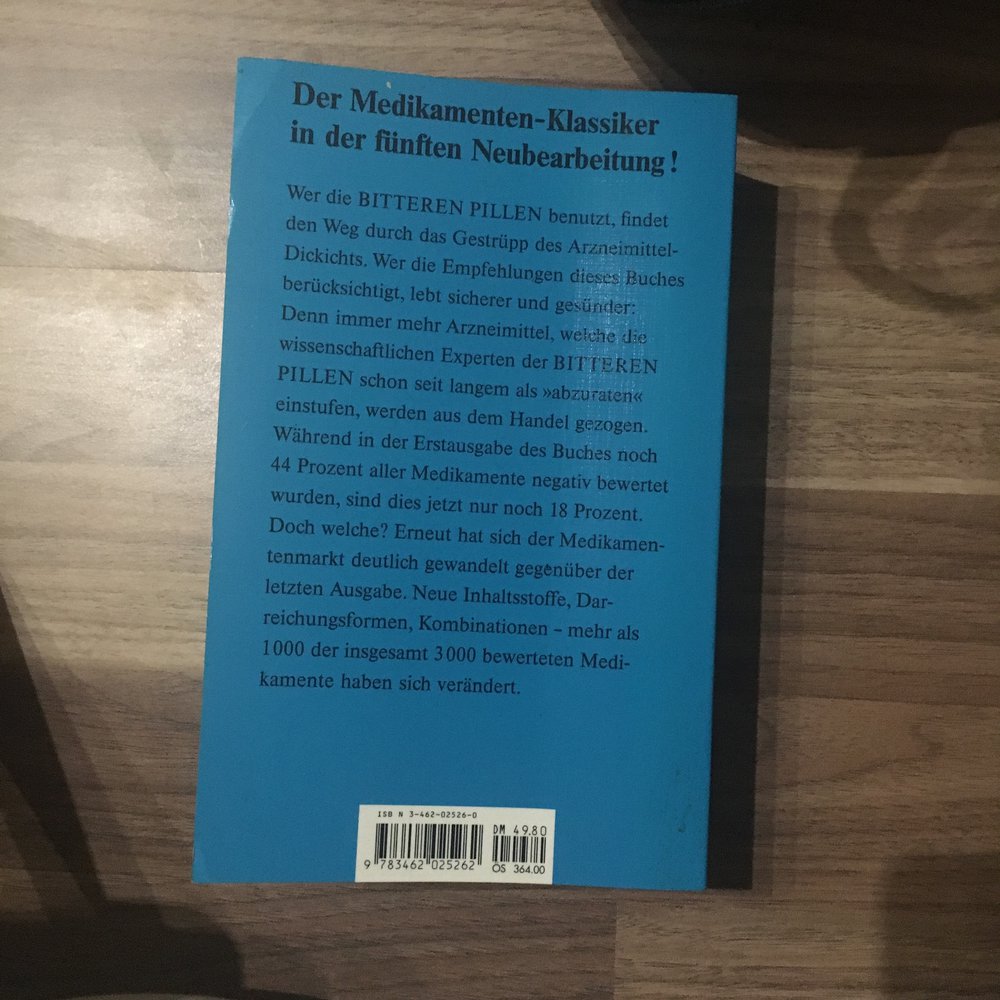 Der Medikamenten-Klassiker
in der fünften Neubearbeitung!
Wer die BITTEREN PILLEN benutzt, findet
den Weg durch das Gestrüpp des Arzneimittel-
Dickichts. Wer die Empfehlungen dieses Buches
berücksichtigt, lebt sicherer und gesünder:
Denn immer mehr Arzneimittel, welche die
wissenschaftlichen Experten der BITTEREN
PILLEN schon seit langem als »abzuraten«
einstufen, werden aus dem Handel gezogen.
Während in der Erstausgabe des Buches noch
44 Prozent aller Medikamente negativ bewertet
wurden, sind dies jetzt nur noch 18 Prozent.
Doch welche? Erneut hat sich der Medikamen-
tenmarkt deutlich gewandelt gegenüber der
letzten Ausgabe. Neue Inhaltsstoffe, Dar-
reichungsformen, Kombinationen – mehr als
1000 der insgesamt 3000 bewerteten Medi-
kamente haben sich verändert.
ISBN 3-462-02526-0
DM 49.80
9 783462 025262
ÖS 364.00